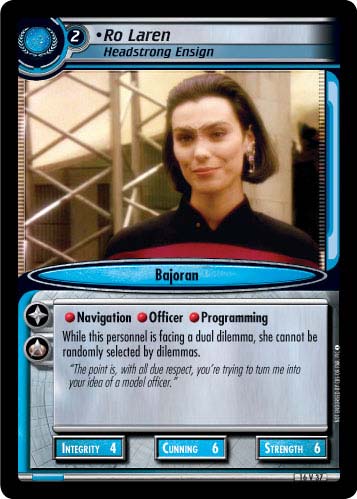 2
•Ro Laren
Headstrong Ensign
Bajoran
Navigation Officer Programming
While this personnel is facing a dual dilemma, she cannot be
randomly selected by dilemmas.
"The point is, with all due respect, you're trying to turn me into
your idea of a model officer."
INTEGRITY 4 CUNNING 6 STRENGTH 6
14 V 37